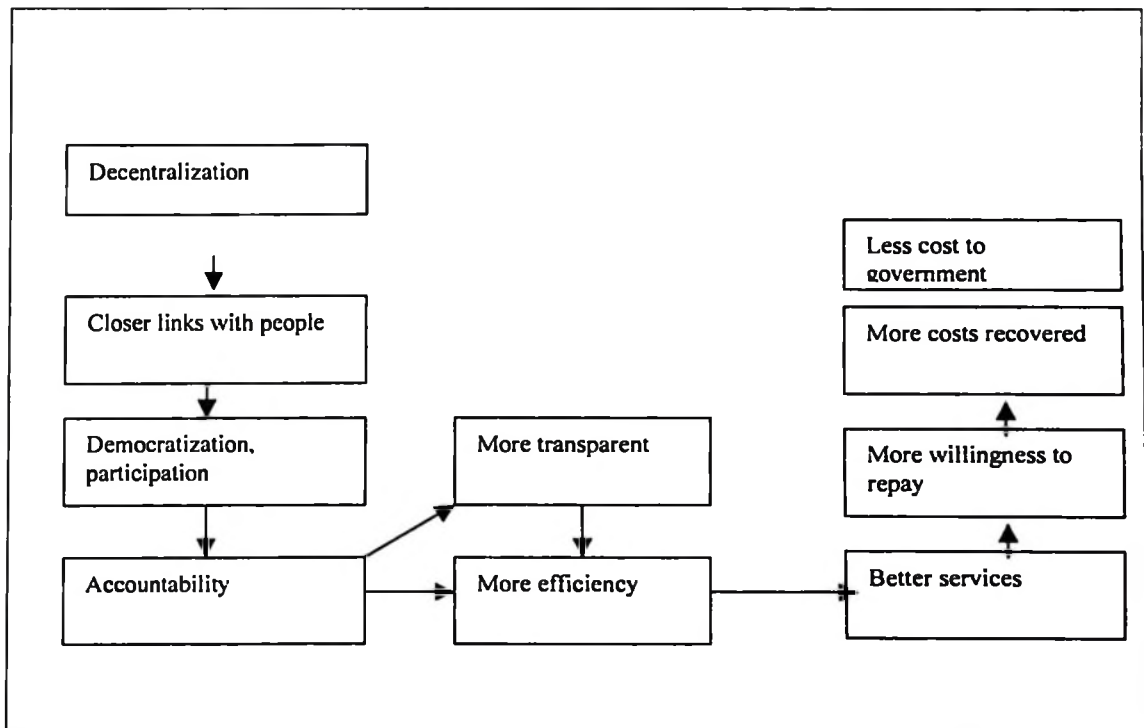 Decentralization
Closer links with people
Democratization,
participation
Accountability
More transparent
More efficiency
Less cost to
government
More costs recovered
More willingness to
repay
Better services